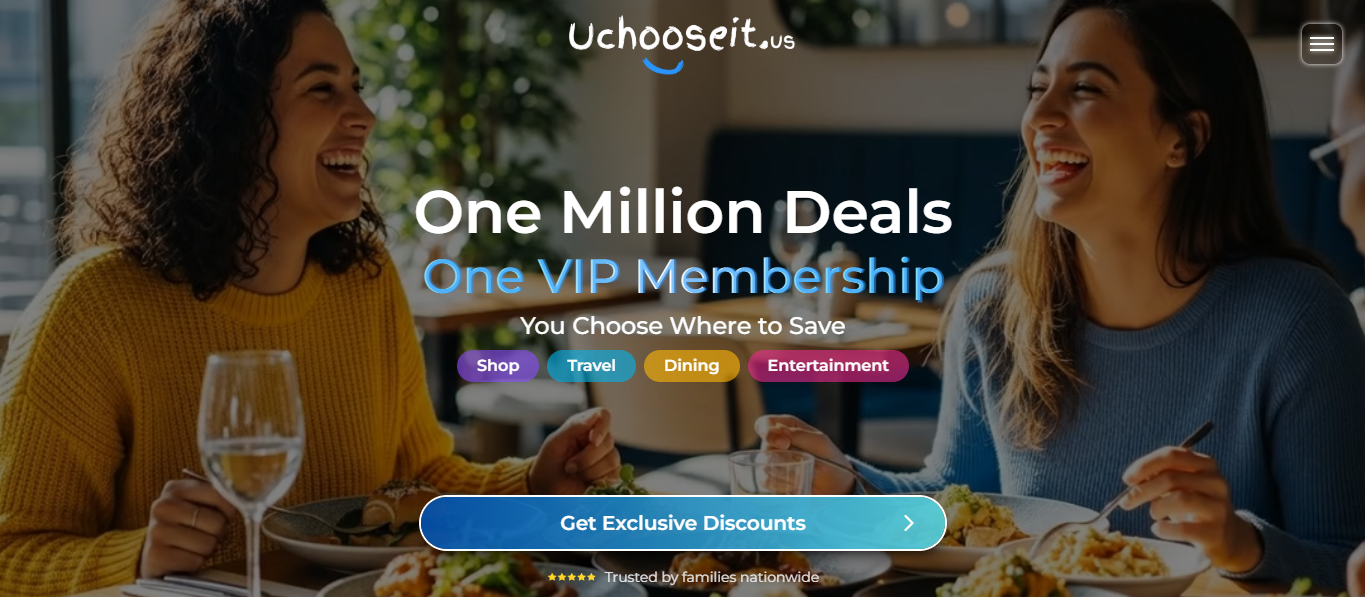 Uchooseit.us
One Million Deals
One VIP Membership
You Choose Where to Save
Shop Travel Dining Entertainment
Get Exclusive Discounts
Trusted by families nationwide